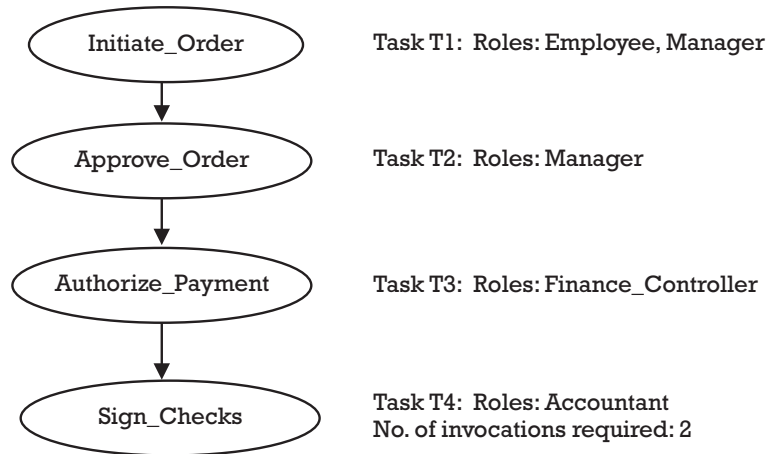 Initiate_Order
Task T1: Roles: Employee, Manager
Approve_Order
Task T2: Roles: Manager
Authorize_Payment
Task T3: Roles: Finance_Controller
Sign_Checks
Task T4: Roles: Accountant
No. of invocations required: 2